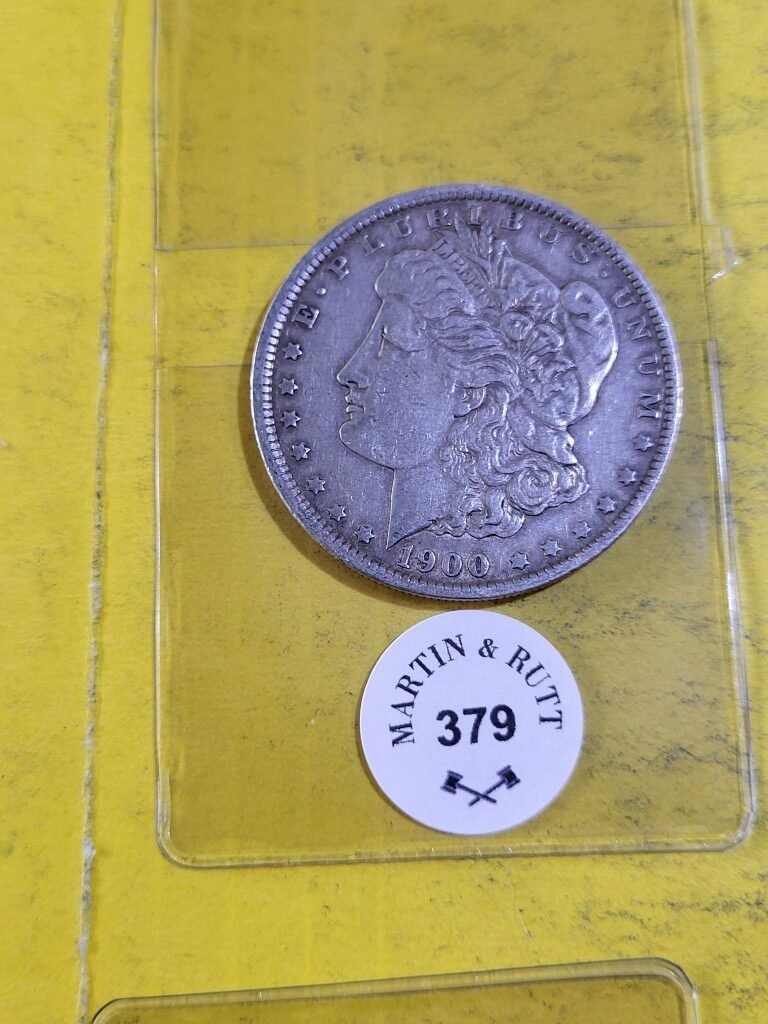 E·PLURIBUS·UNUM
1900
MARTIN & RUTT
379